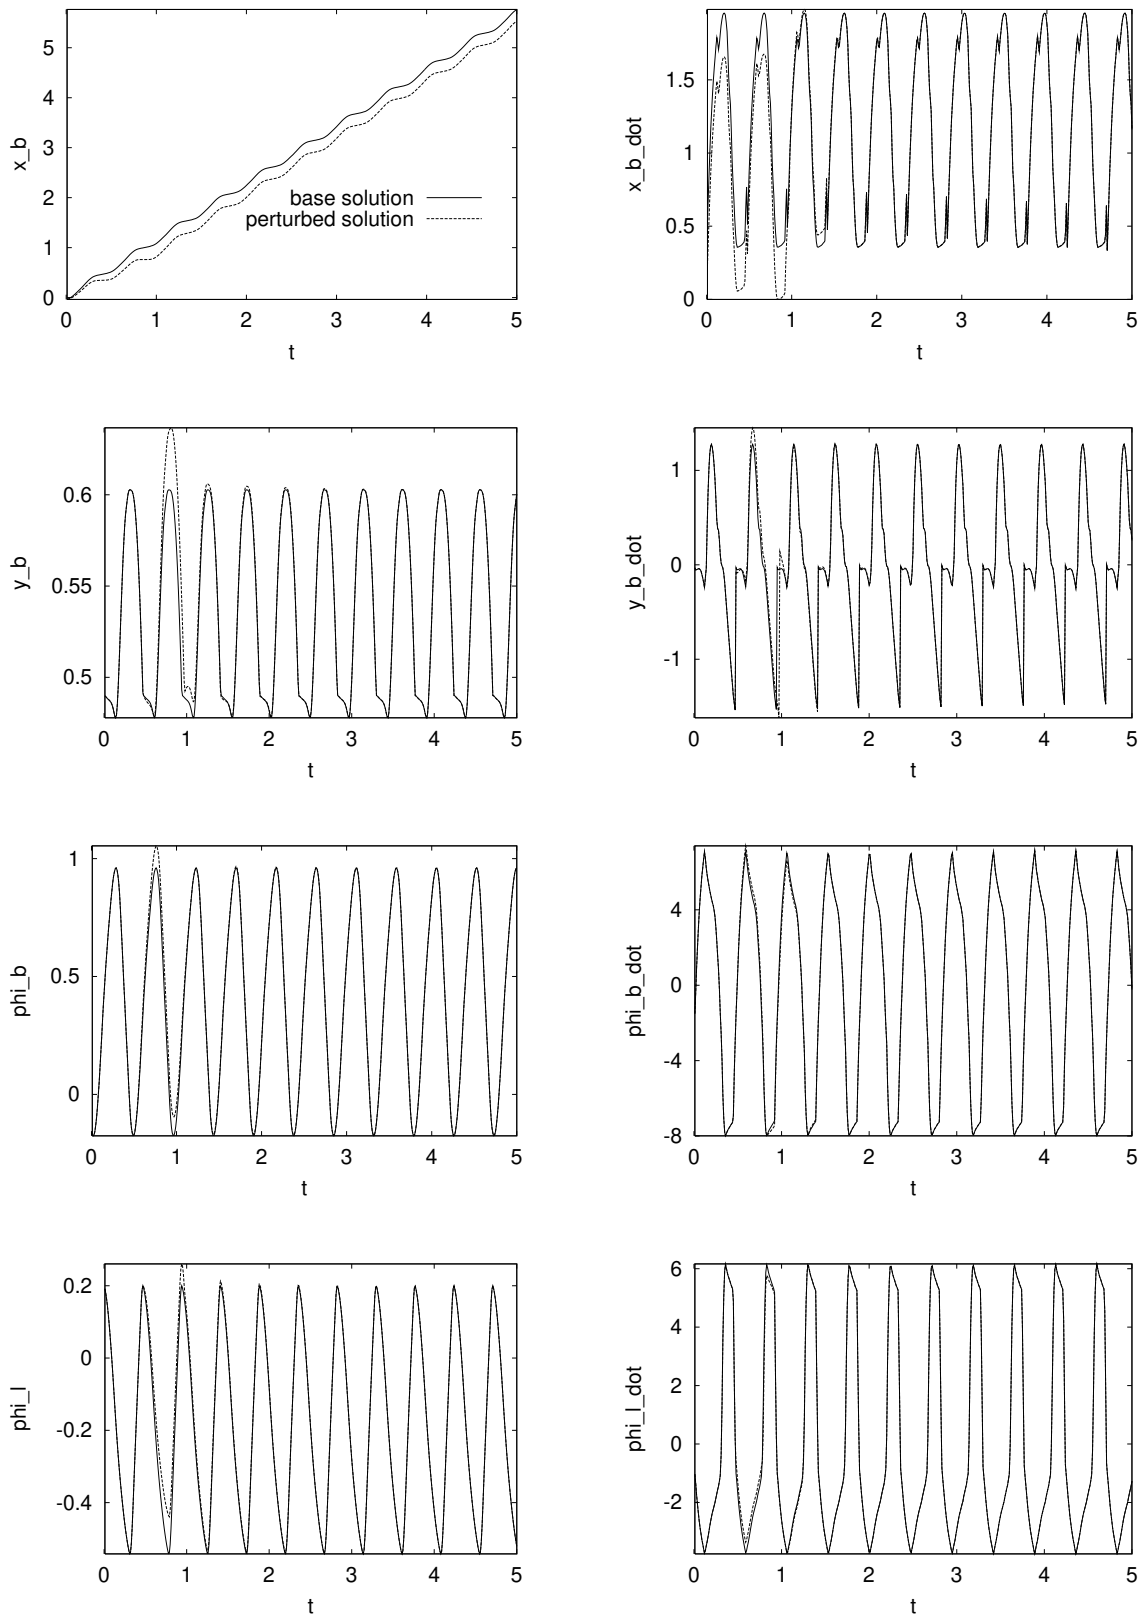 x_b
5
4
3
2
1
0
base solution
perturbed solution
0 1 2 3 4 5
t
x_b_dot
1.5
1
0.5
0
0 1 2 3 4 5
t
y_b
0.6
0.55
0.5
0 1 2 3 4 5
t
y_b_dot
1
0
-1
0 1 2 3 4 5
t
phi_b
1
0.5
0
0 1 2 3 4 5
t
phi_b_dot
4
0
-4
-8
0 1 2 3 4 5
t
phi_l
0.2
0
-0.2
-0.4
0 1 2 3 4 5
t
phi_l_dot
6
4
2
0
-2
0 1 2 3 4 5
t